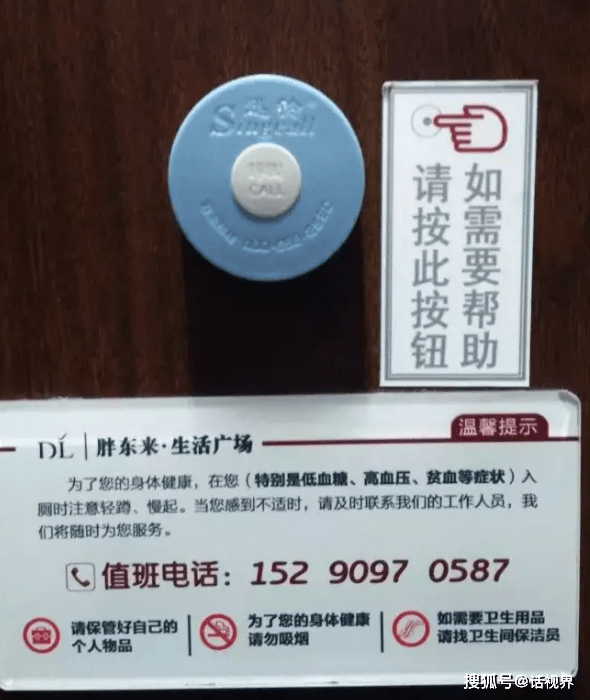 迅铃®
Singcall
CALL
如需要帮助
请按此按钮
温馨提示
DL 胖东来·生活广场
为了您的身体健康，在您（特别是低血糖、高血压、贫血等症状）入
厕时注意轻蹲、慢起。当您感到不适时，请及时联系我们的工作人员，我
们将随时为您服务。
值班电话：152 9097 0587
请保管好自己的
个人物品
为了您的身体健康
请勿吸烟
如需要卫生用品
请找卫生间保洁员
搜狐号@话视界